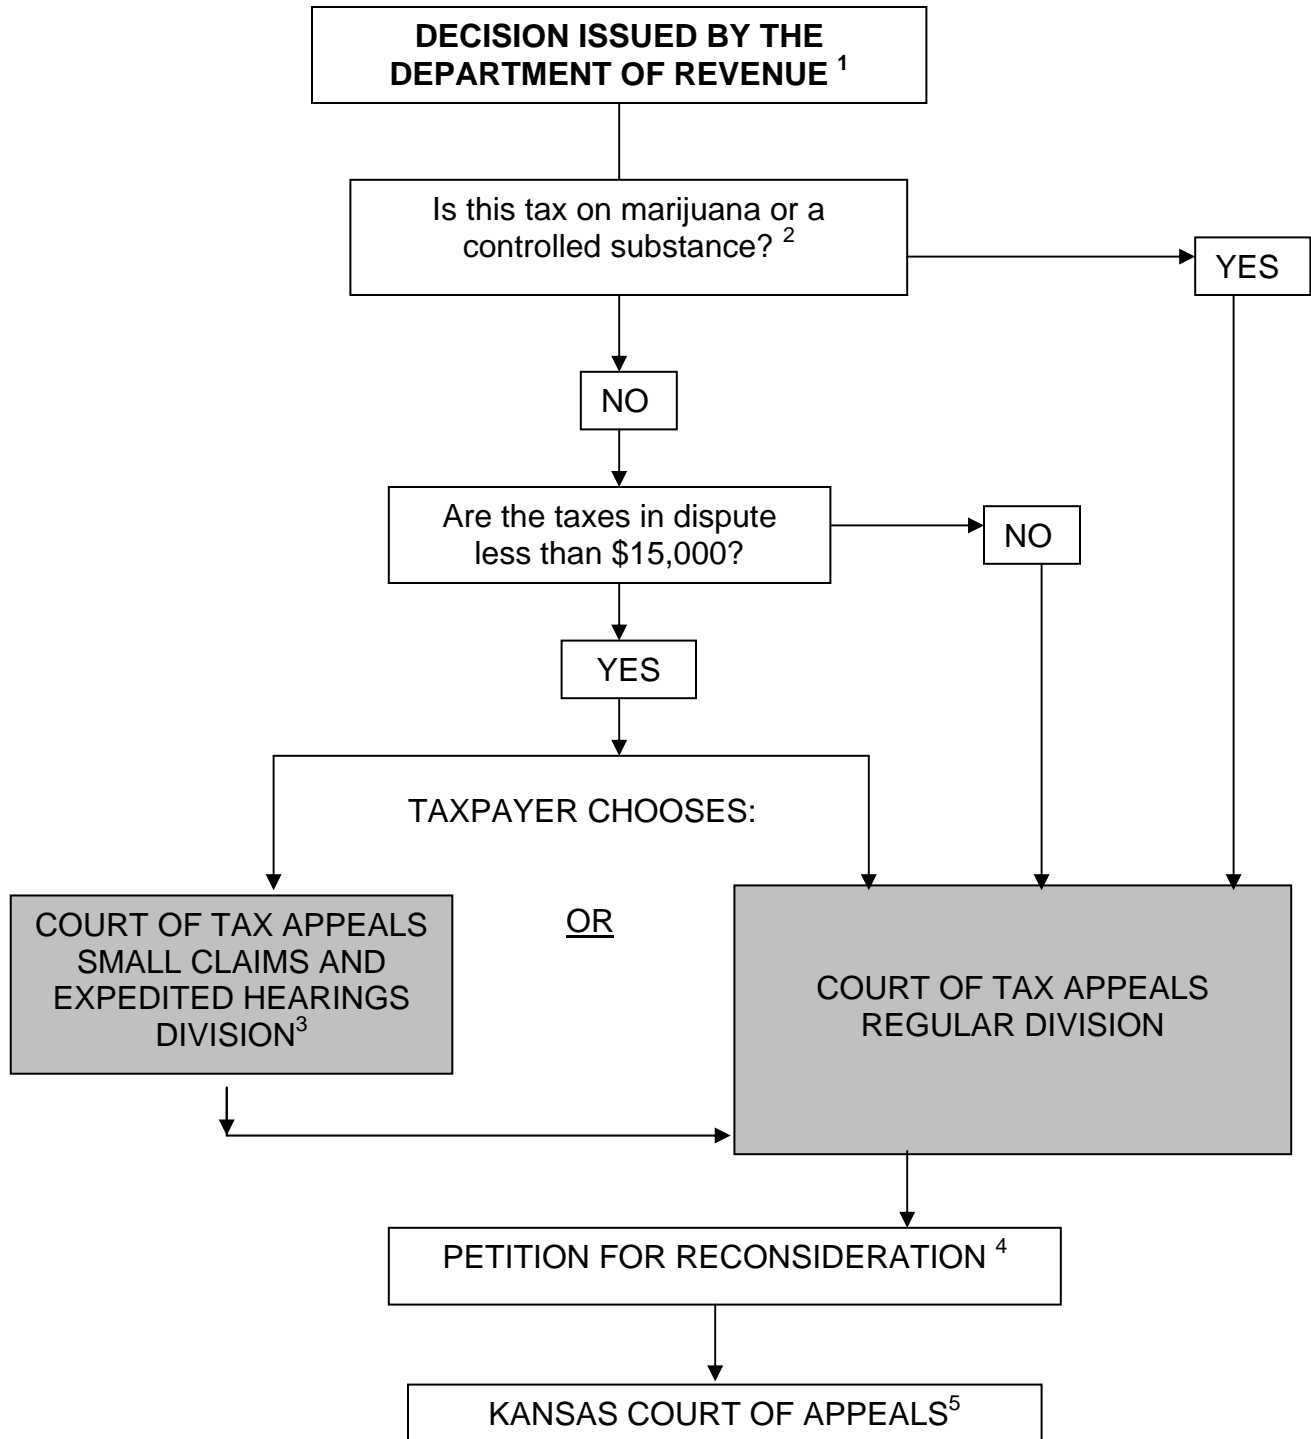 DECISION ISSUED BY THE
DEPARTMENT OF REVENUE 1
Is this tax on marijuana or a
controlled substance? 2
YES
NO
Are the taxes in dispute
less than $15,000?
NO
YES
TAXPAYER CHOOSES:
COURT OF TAX APPEALS
SMALL CLAIMS AND
EXPEDITED HEARINGS
DIVISION3
OR
COURT OF TAX APPEALS
REGULAR DIVISION
PETITION FOR RECONSIDERATION 4
KANSAS COURT OF APPEALS5